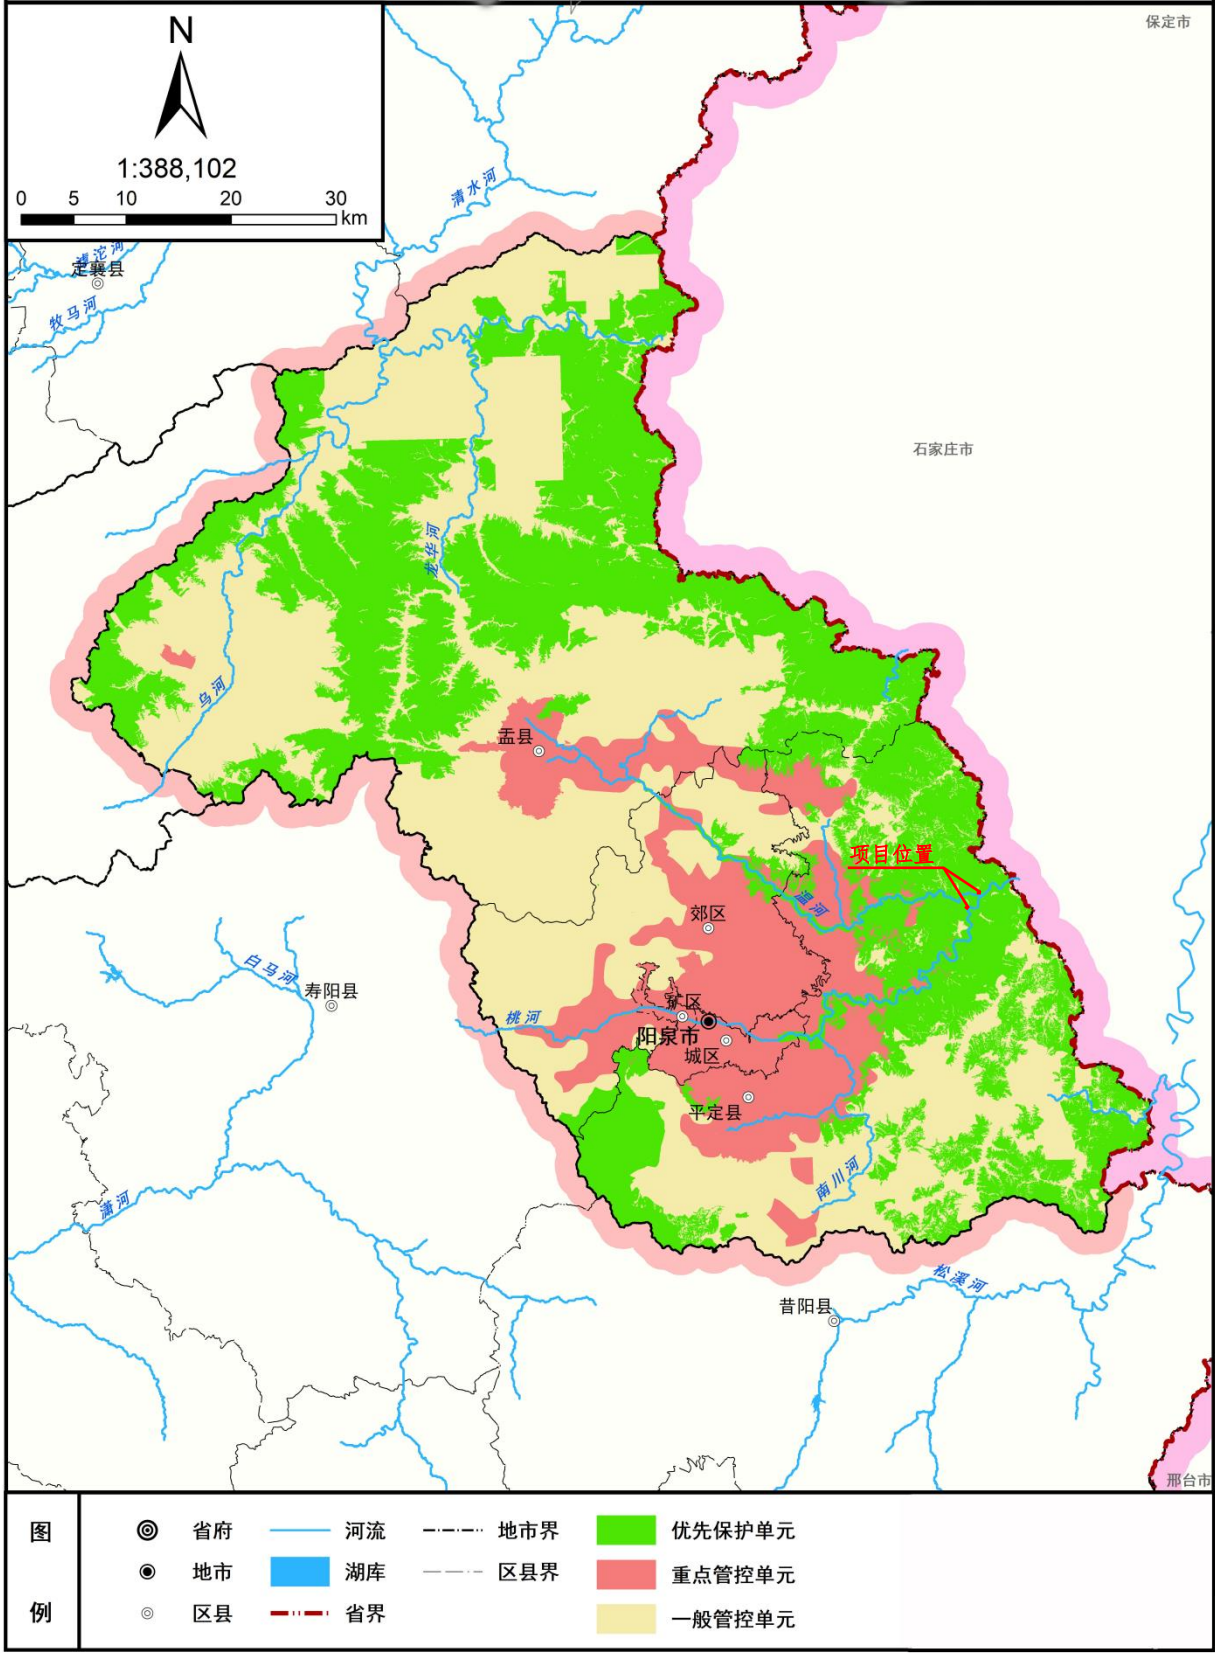 保定市
N
1:388,102
0 5 10 20 30
km
清水河
滹沱河
定襄县
牧马河
石家庄市
龙华河
乌河
盂县
项目位置
温河
郊区
白马河
寿阳县
矿区
桃河
阳泉市
城区
平定县
南川河
潇河
松溪河
昔阳县
邢台市
图例
省府 河流 地市界 优先保护单元
地市 湖库 区县界 重点管控单元
区县 省界 一般管控单元